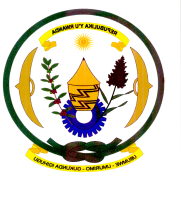 REPUBULIKA Y'U RWANDA
UBUMWE - UMURIMO - GUKUNDA IGIHUGU